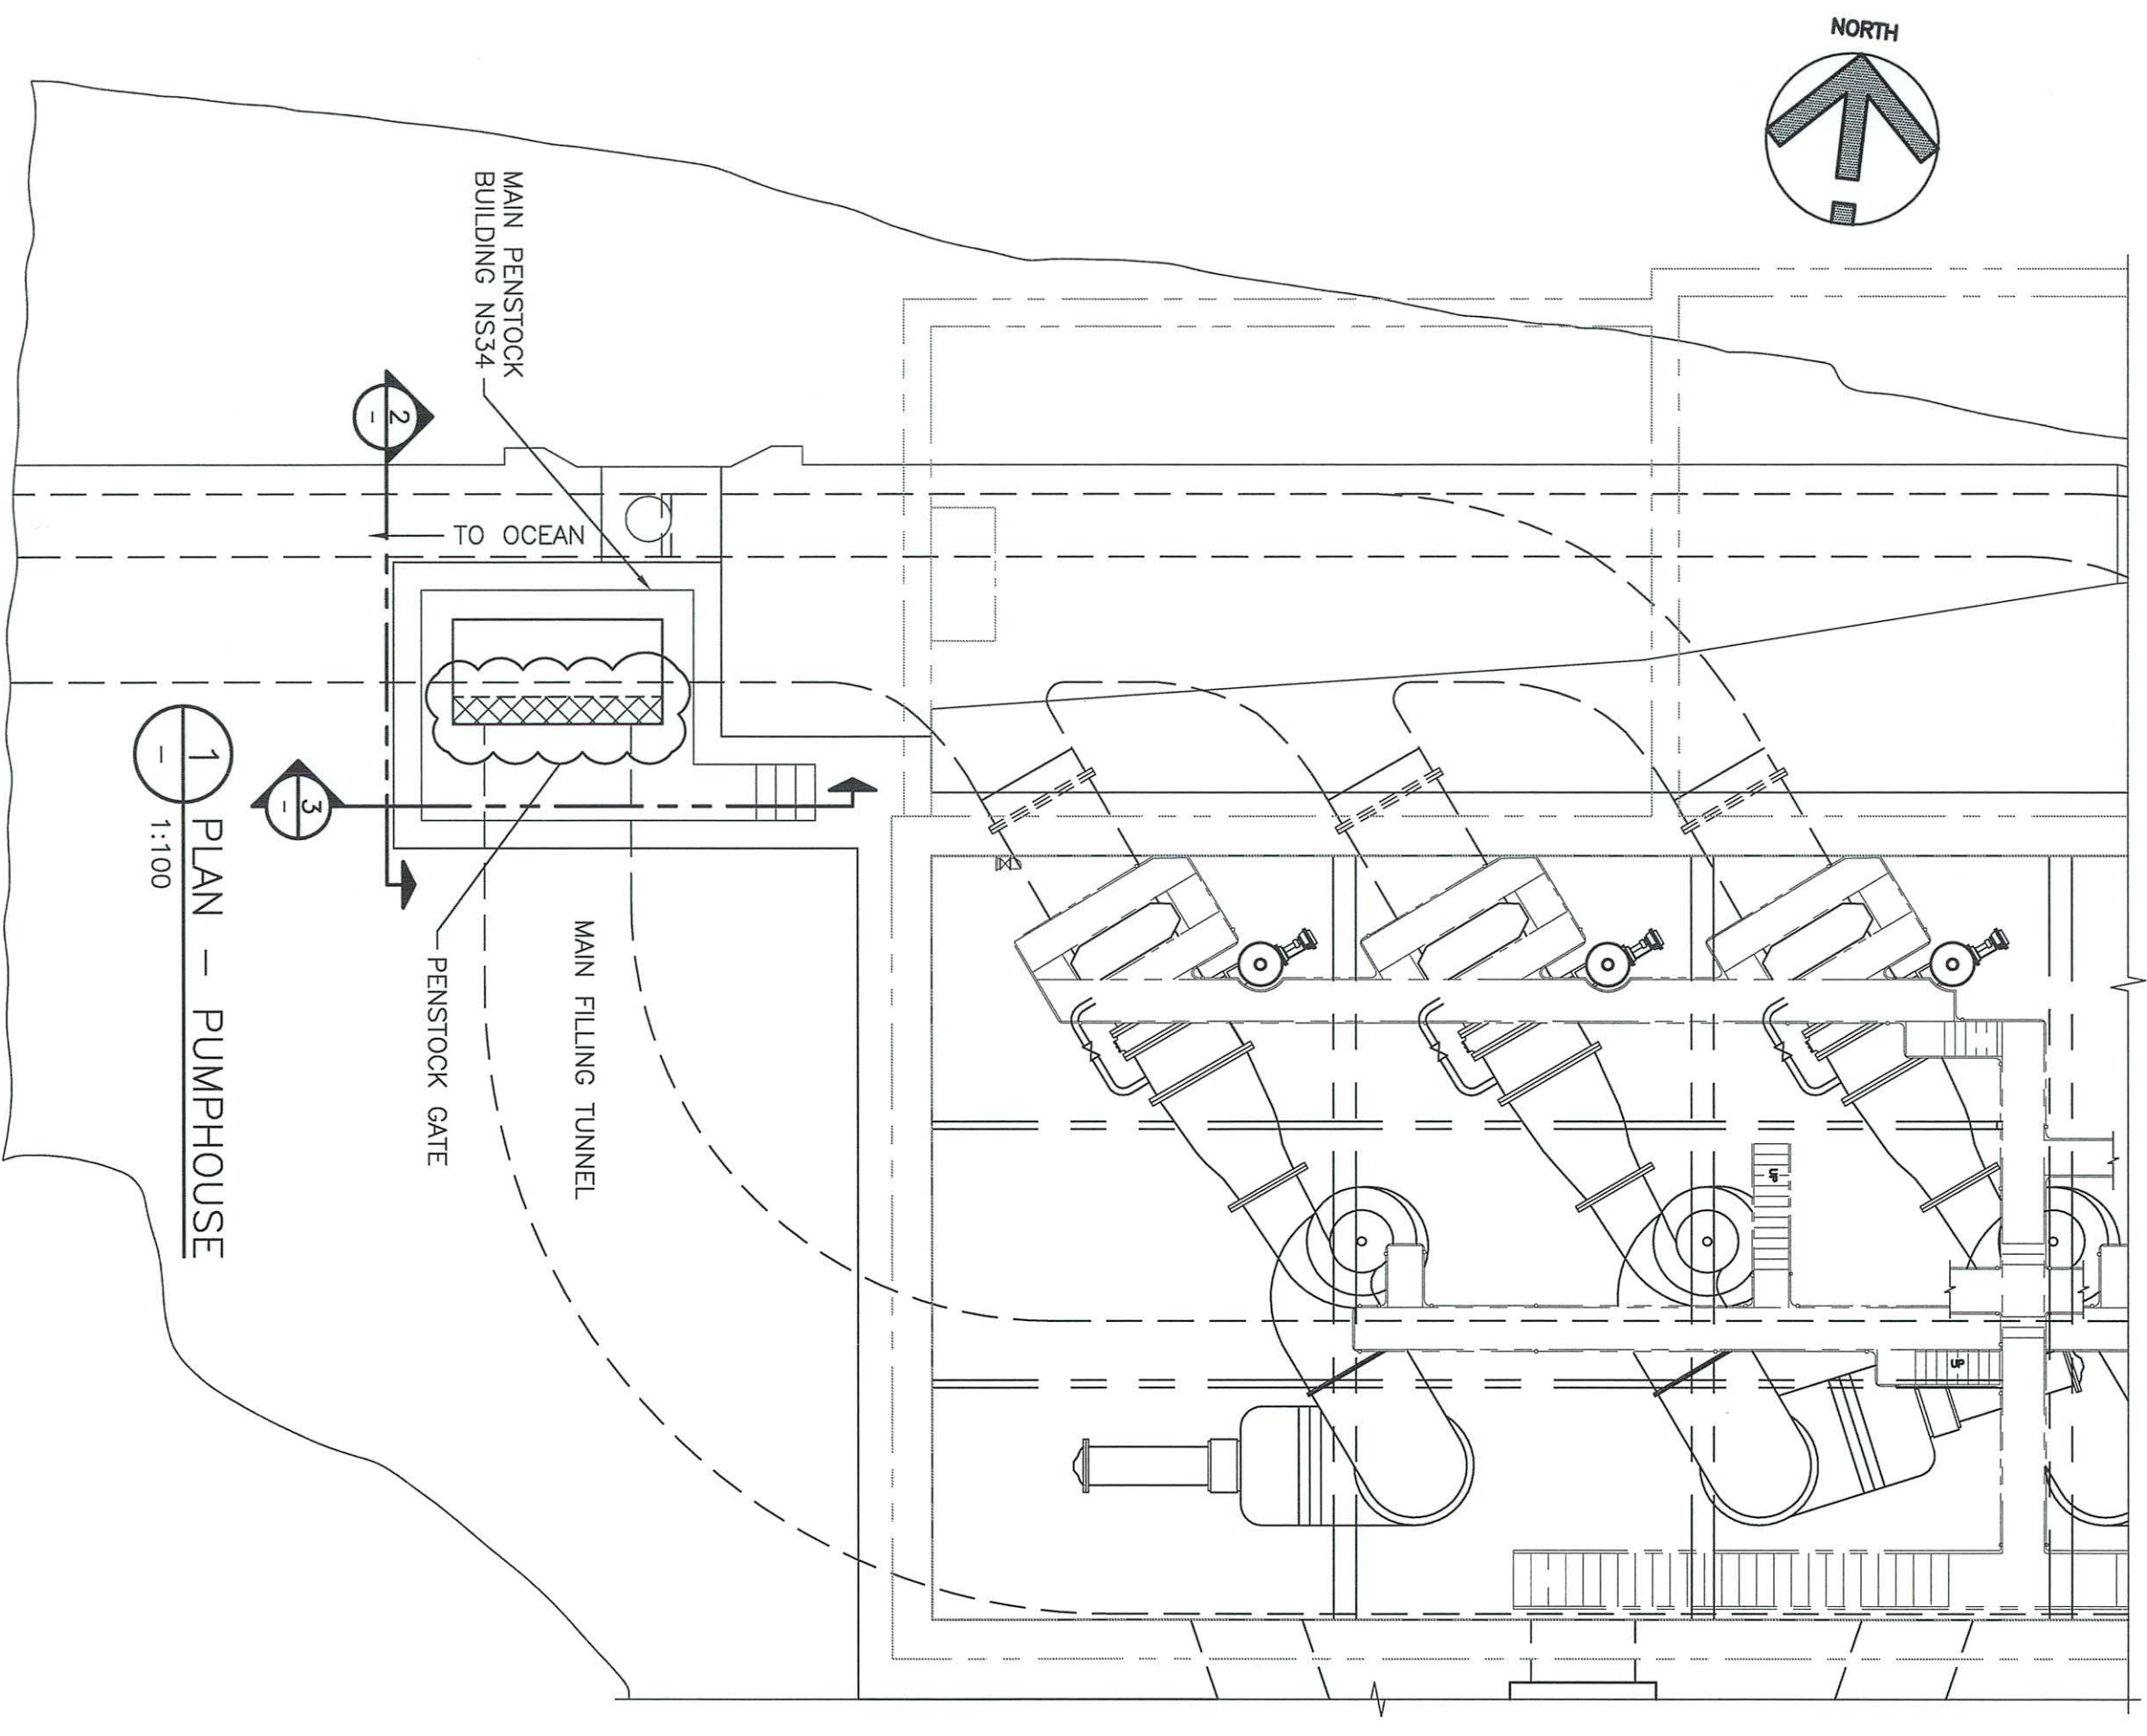 NORTH
MAIN PENSTOCK
BUILDING NS34
2
-
TO OCEAN
3
-
1
-
PLAN - PUMPHOUSE
1:100
MAIN FILLING TUNNEL
PENSTOCK GATE
UP
UP